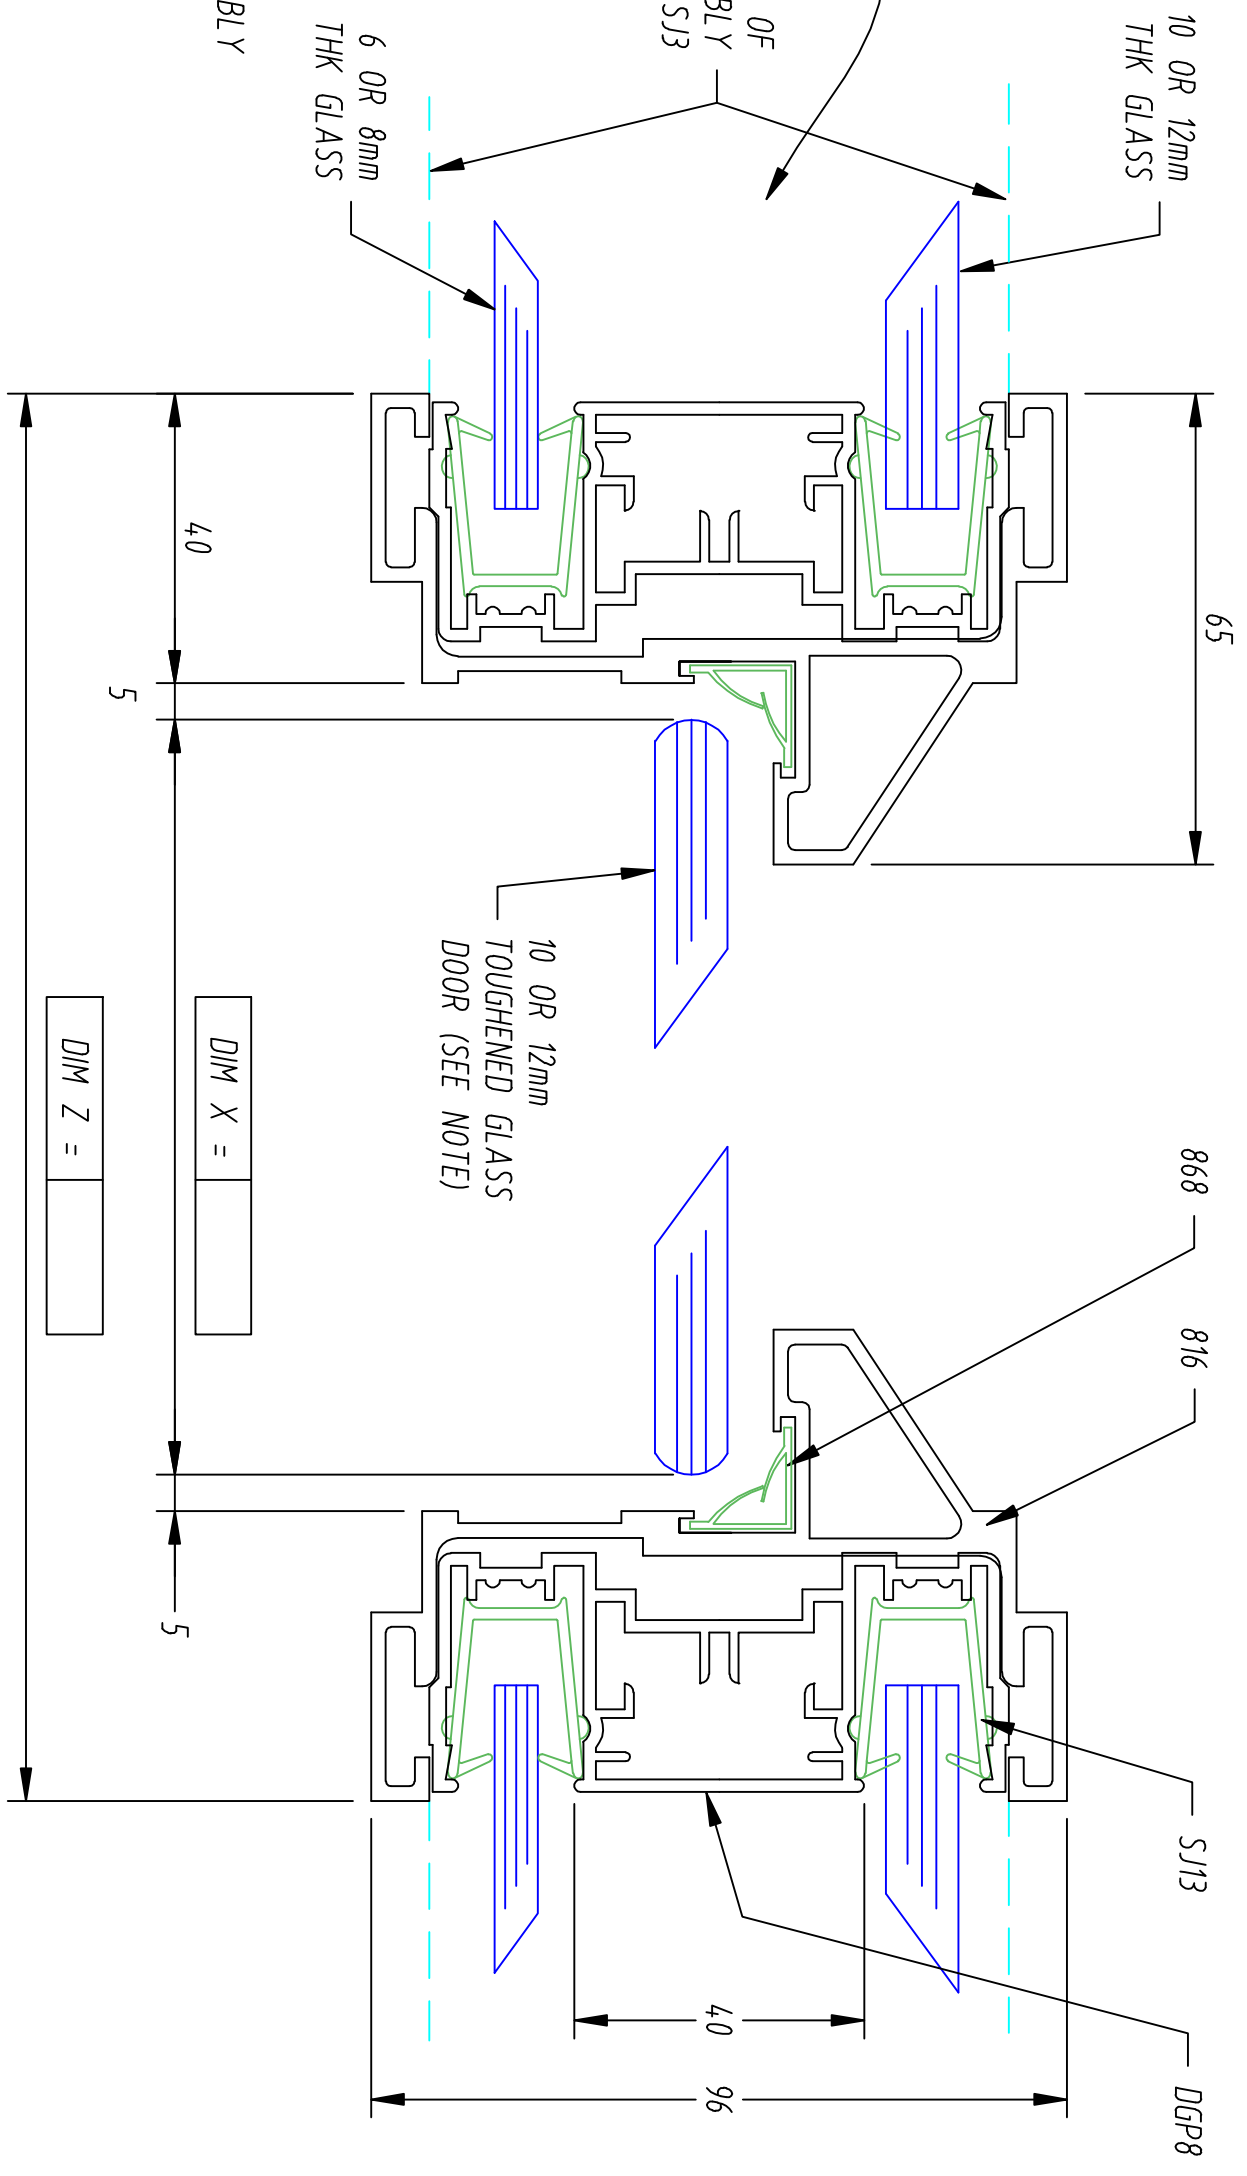 10 OR 12mm
THK GLASS
OF
BLY
SJ3
6 OR 8mm
THK GLASS
BLY
65
40
5
10 OR 12mm
TOUGHENED GLASS
DOOR (SEE NOTE)
DIM X =
DIM Z =
868
816
5
SJ13
40
96
DGP8